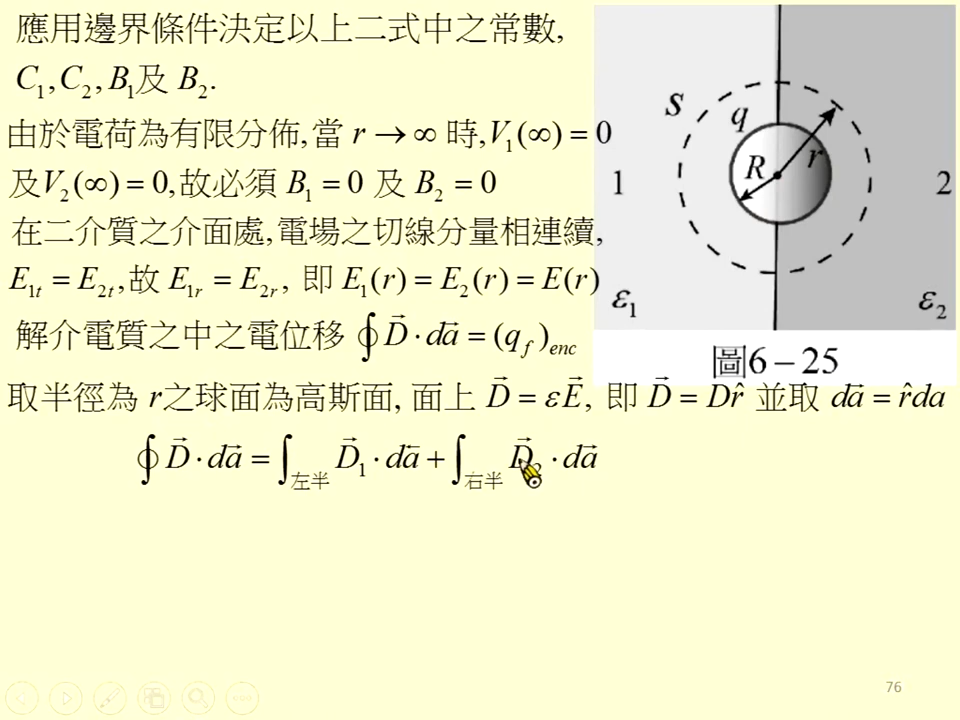 應用邊界條件決定以上二式中之常數,
C₁, C₂, B₁及 B₂.
由於電荷為有限分佈, 當 r → ∞ 時, V₁(∞) = 0
及V₂(∞) = 0, 故必須 B₁ = 0 及 B₂ = 0
在二介質之介面處, 電場之切線分量相連續,
E₁ₜ = E₂ₜ, 故 E₁ᵣ = E₂ᵣ, 即 E₁(r) = E₂(r) = E(r)
解介電質之中之電位移 ∮ D⃗ · da⃗ = (q_f)_enc
取半徑為 r之球面為高斯面, 面上 D⃗ = εE⃗, 即 D⃗ = Dr̂ 並取 da⃗ = r̂da
∮ D⃗ · da⃗ = ∫左半 D⃗₁ · da⃗ + ∫右半 D⃗₂ · da⃗
S
q
R
r
1
2
ε₁
ε₂
圖6－25
76